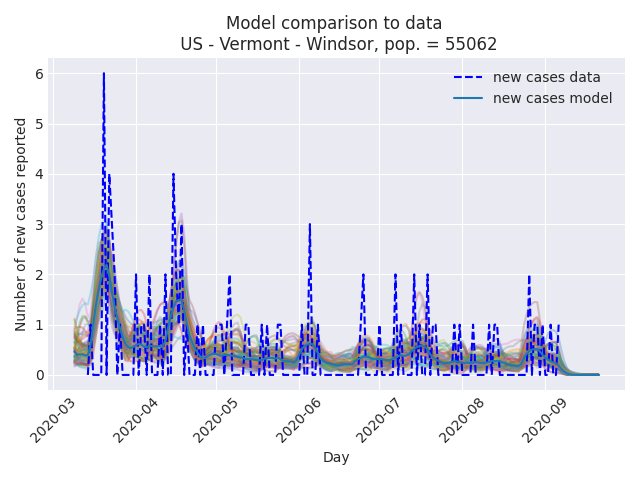 Model comparison to data
US - Vermont - Windsor, pop. = 55062
new cases data
new cases model
Number of new cases reported
6
5
4
3
2
1
0
2020-03
2020-04
2020-05
2020-06
2020-07
2020-08
2020-09
Day